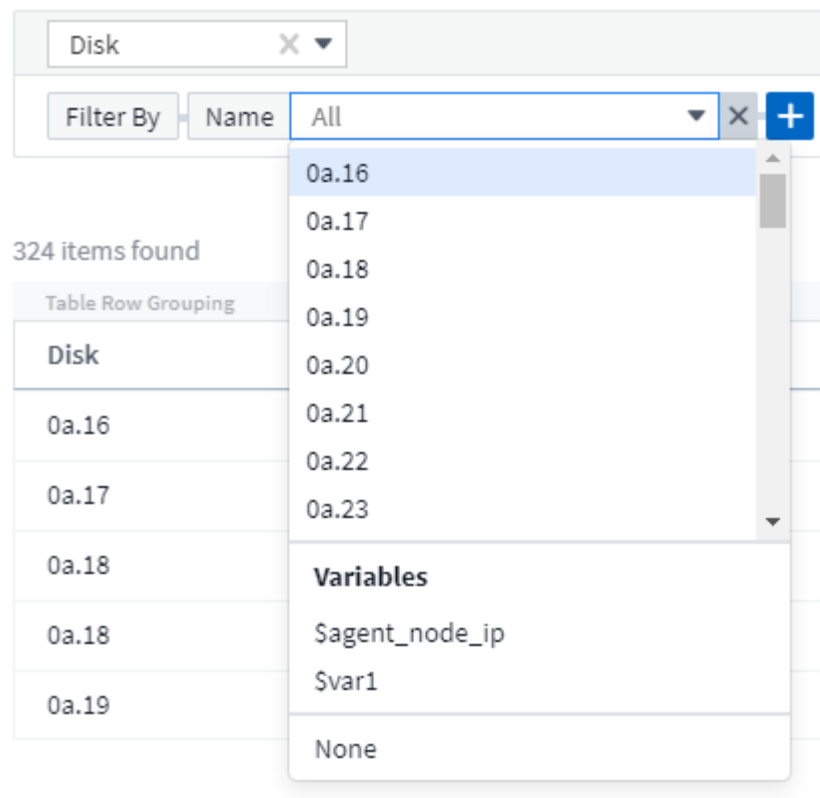 Disk
Filter By Name All
0a.16
0a.17
0a.18
0a.19
0a.20
0a.21
0a.22
0a.23
Variables
$agent_node_ip
$var1
None
324 items found
Table Row Grouping
Disk
0a.16
0a.17
0a.18
0a.18
0a.19